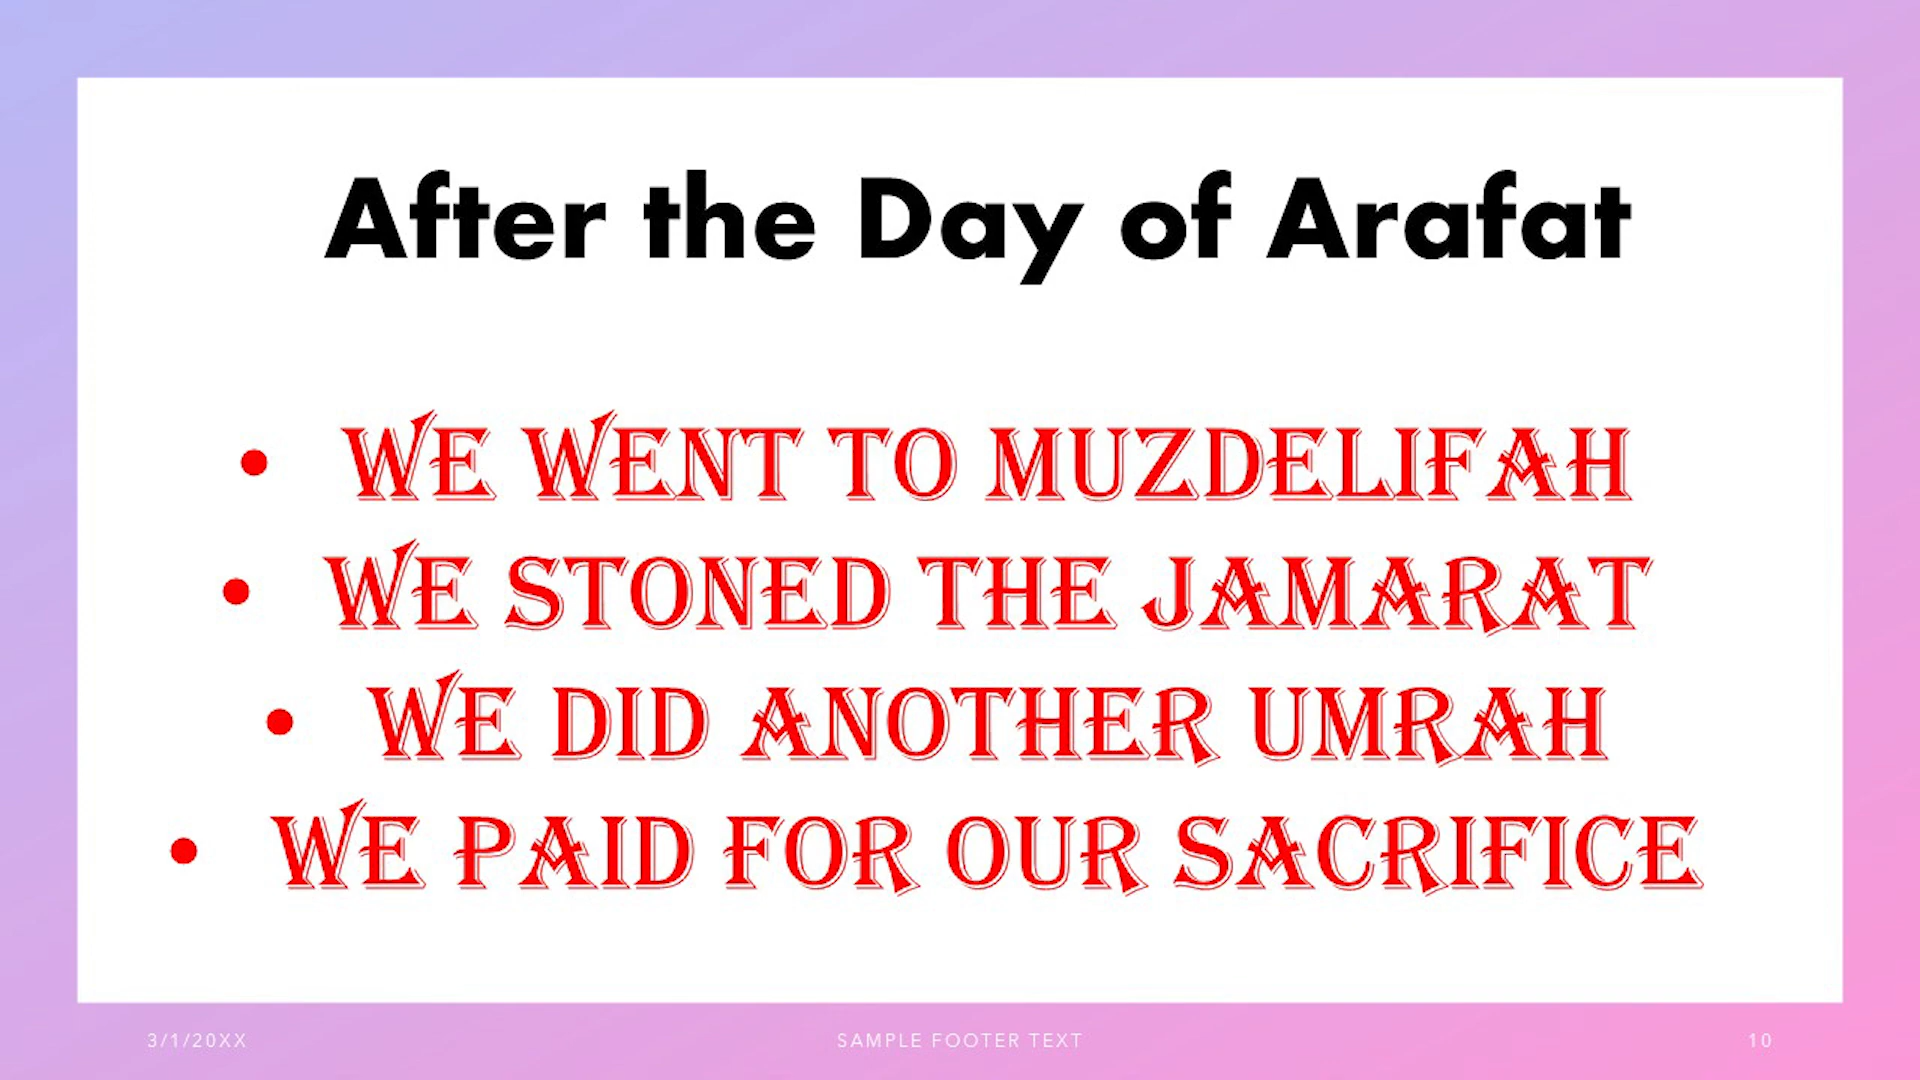 After the Day of Arafat
• WE WENT TO MUZDELIFAH
• WE STONED THE JAMARAT
• WE DID ANOTHER UMRAH
• WE PAID FOR OUR SACRIFICE
3/1/20XX SAMPLE FOOTER TEXT 10